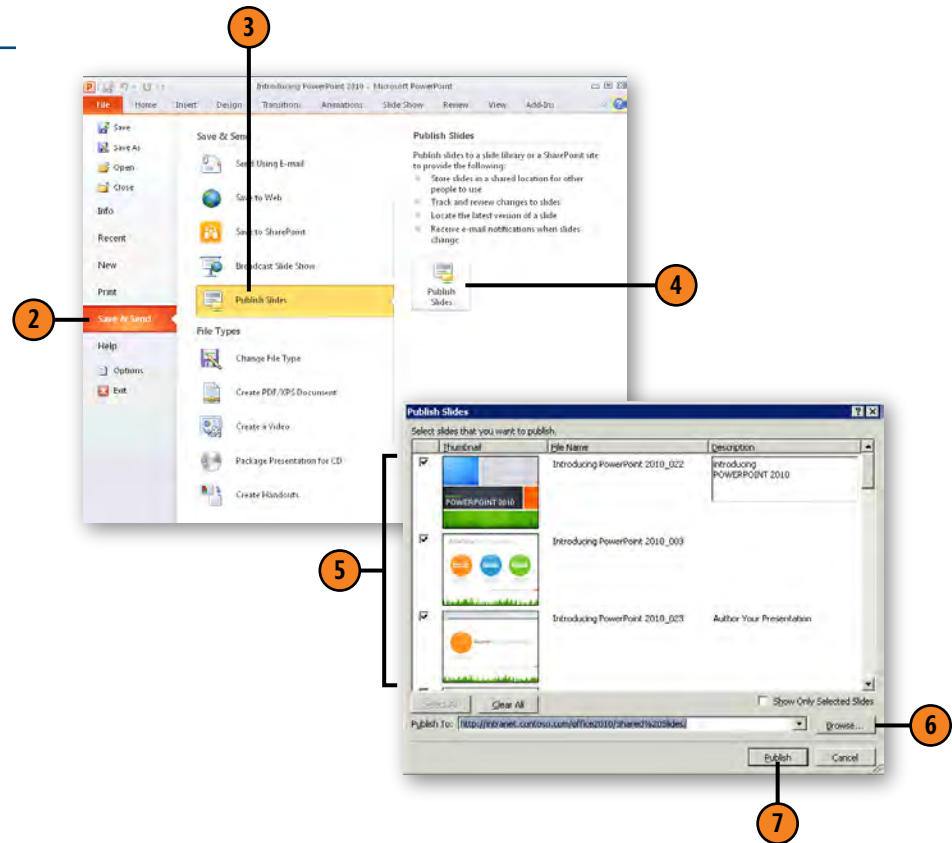 3
Introducing PowerPoint 2010 - Microsoft PowerPoint
File Home Insert Design Transitions Animations Slide Show Review View Add-Ins
Save
Save As
Open
Close
Info
Recent
New
Print
Save & Send
Help
Options
Exit
2
Save & Send
Send Using E-mail
Save to Web
Save to SharePoint
Broadcast Slide Show
Publish Slides
File Types
Change File Type
Create PDF/XPS Document
Create a Video
Package Presentation for CD
Create Handouts
Publish Slides
Publish slides to a slide library or a SharePoint site
to provide the following:
Store slides in a shared location for other
people to use
Track and review changes to slides
Locate the latest version of a slide
Receive e-mail notifications when slides
change
Publish
Slides
4
Publish Slides
Select slides that you want to publish.
Thumbnail File Name Description
POWERPOINT 2010
Introducing PowerPoint 2010_022
introducing
POWERPOINT 2010
Introducing PowerPoint 2010_003
Introducing PowerPoint 2010_023 Author Your Presentation
5
Select All Clear All Show Only Selected Slides
Publish To: http://intranet.contoso.com/office2010/Shared%20Slides/ Browse...
6
Publish Cancel
7